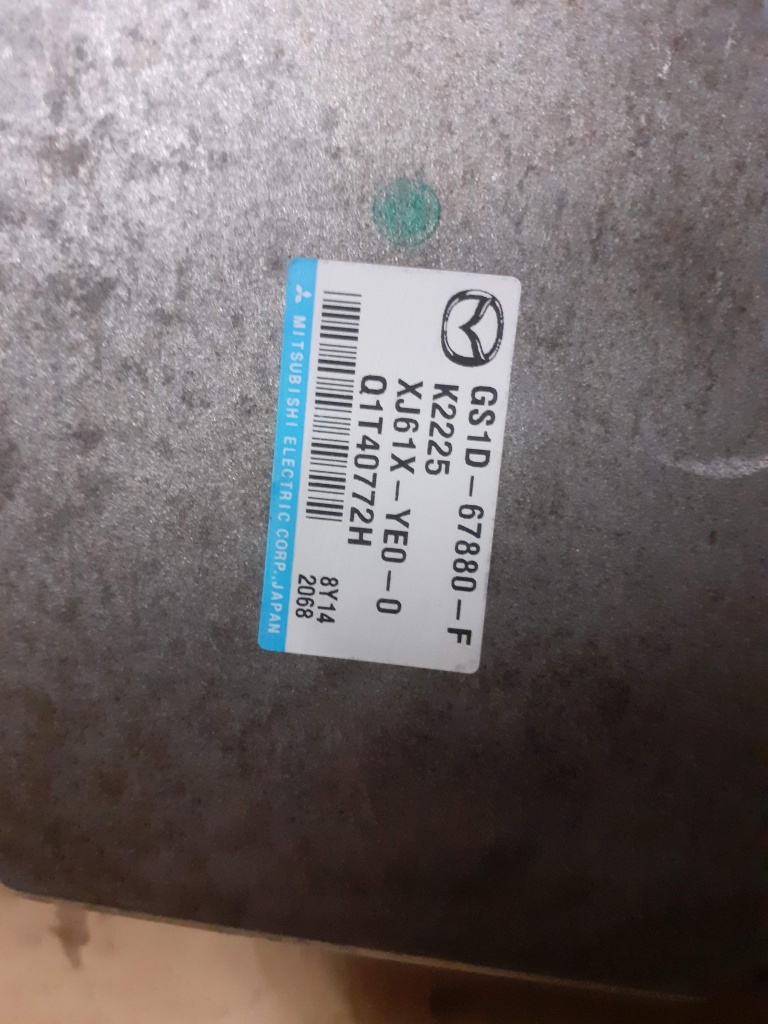 GS1D-67880-F
K2225
XJ61X-YE0-0
Q1T40772H
8Y14
2068
MITSUBISHI ELECTRIC CORP.,JAPAN